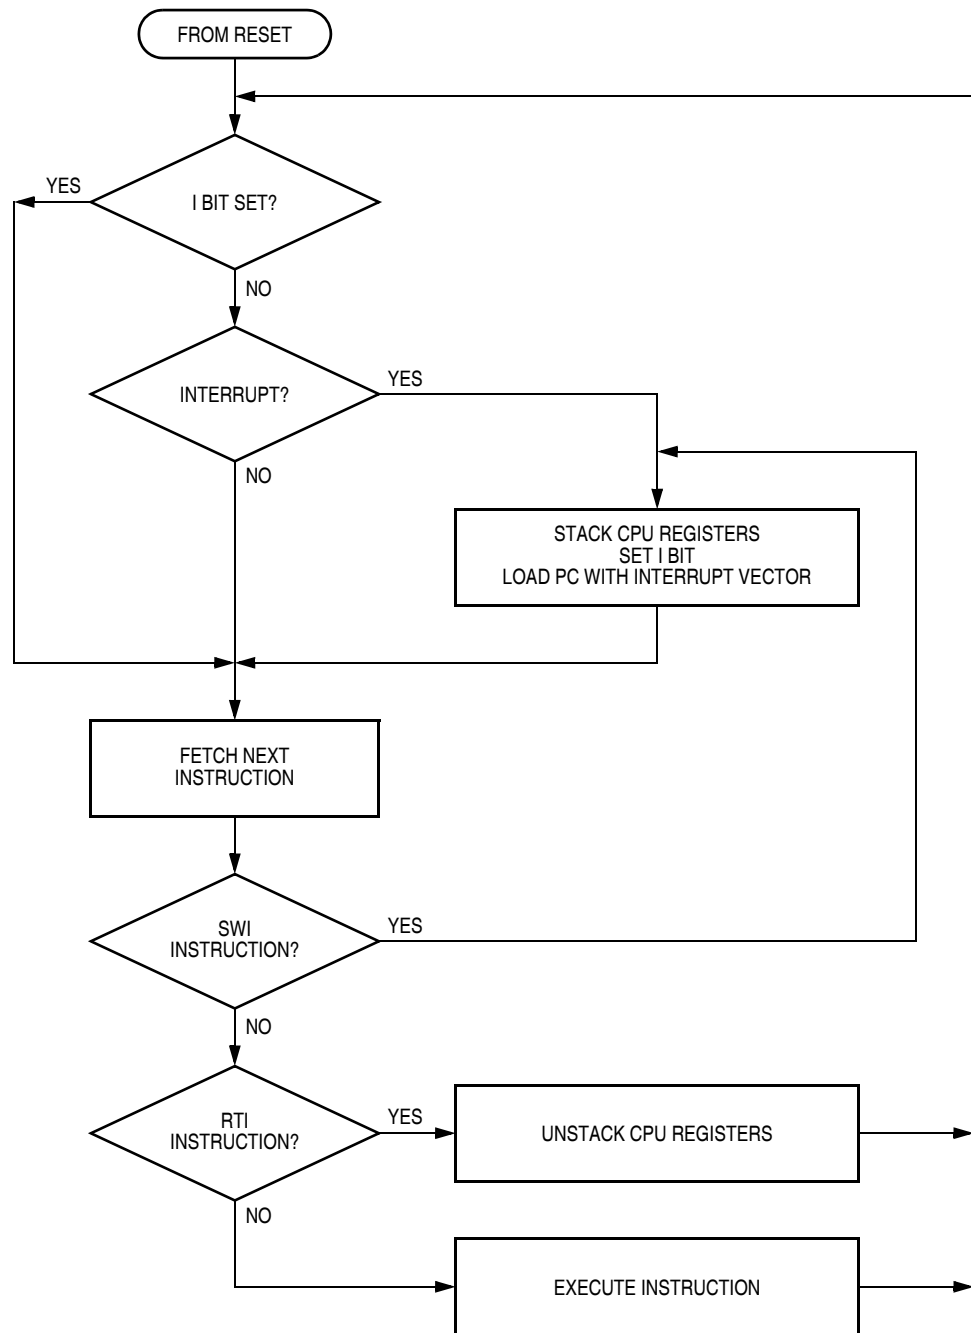 FROM RESET
YES
I BIT SET?
NO
INTERRUPT?
YES
NO
STACK CPU REGISTERS
SET I BIT
LOAD PC WITH INTERRUPT VECTOR
FETCH NEXT
INSTRUCTION
SWI
INSTRUCTION?
YES
NO
RTI
INSTRUCTION?
YES
UNSTACK CPU REGISTERS
NO
EXECUTE INSTRUCTION